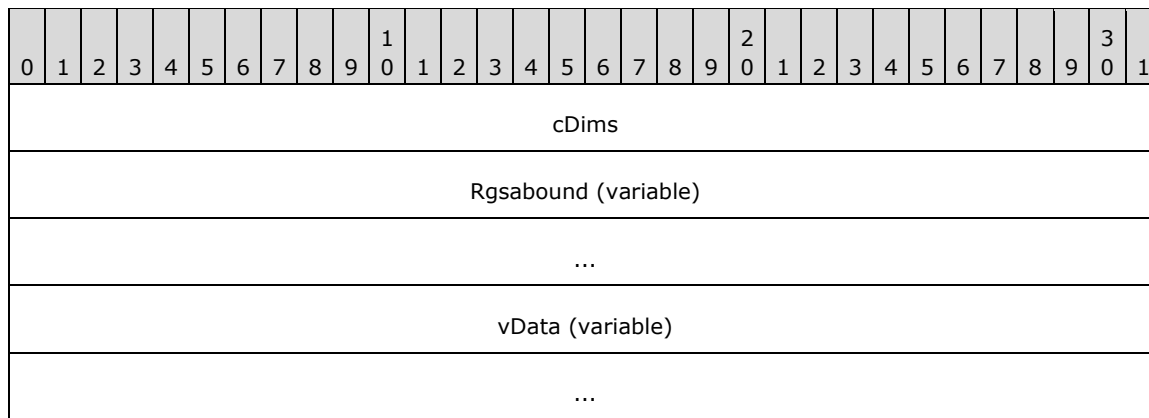 1 2 3
0 1 2 3 4 5 6 7 8 9 0 1 2 3 4 5 6 7 8 9 0 1 2 3 4 5 6 7 8 9 0 1
cDims
Rgsabound (variable)
...
vData (variable)
...